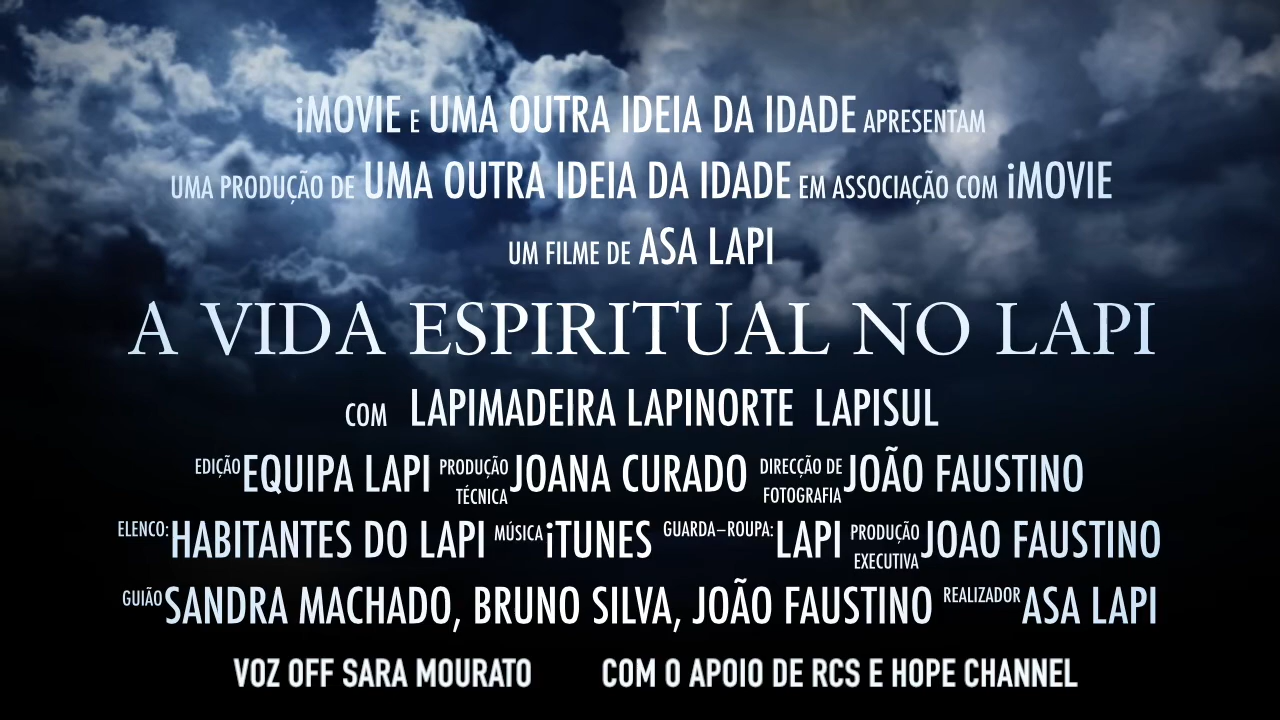 iMOVIE E UMA OUTRA IDEIA DA IDADE APRESENTAM
UMA PRODUÇÃO DE UMA OUTRA IDEIA DA IDADE EM ASSOCIAÇÃO COM iMOVIE
UM FILME DE ASA LAPI
A VIDA ESPIRITUAL NO LAPI
COM LAPIMADEIRA LAPINORTE LAPISUL
EDIÇÃO EQUIPA LAPI PRODUÇÃO TÉCNICA JOANA CURADO DIRECÇÃO DE FOTOGRAFIA JOÃO FAUSTINO
ELENCO: HABITANTES DO LAPI MÚSICA iTUNES GUARDA-ROUPA: LAPI PRODUÇÃO EXECUTIVA JOAO FAUSTINO
GUIÃO SANDRA MACHADO, BRUNO SILVA, JOÃO FAUSTINO REALIZADOR ASA LAPI
VOZ OFF SARA MOURATO COM O APOIO DE RCS E HOPE CHANNEL